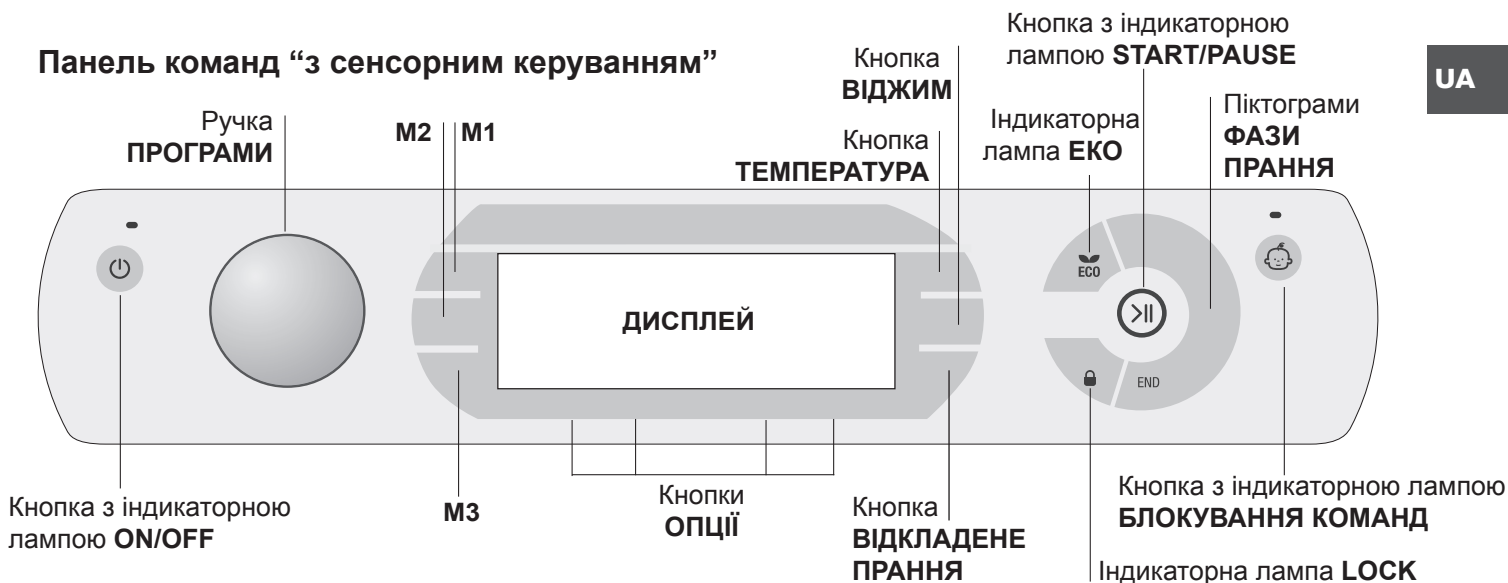 Панель команд “з сенсорним керуванням”
UA
Ручка
ПРОГРАМИ
M2
M1
Кнопка
ВІДЖИМ
Кнопка
ТЕМПЕРАТУРА
Кнопка з індикаторною
лампою START/PAUSE
Індикаторна
лампа ЕКО
Піктограми
ФАЗИ
ПРАННЯ
ECO
ДИСПЛЕЙ
END
Кнопка з індикаторною
лампою ON/OFF
M3
Кнопки
ОПЦІЇ
Кнопка
ВІДКЛАДЕНЕ
ПРАННЯ
Кнопка з індикаторною лампою
БЛОКУВАННЯ КОМАНД
Індикаторна лампа LOCK